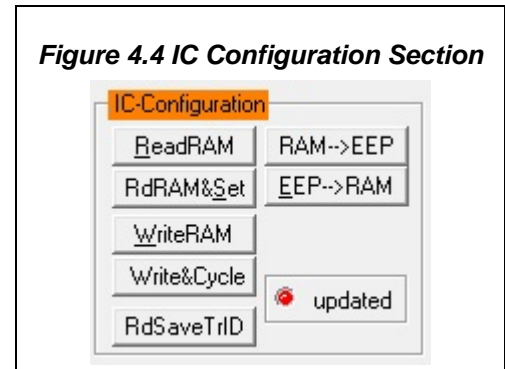 Figure 4.4 IC Configuration Section
IC-Configuration
ReadRAM RAM-->EEP
RdRAM&Set EEP-->RAM
WriteRAM
Write&Cycle
updated
RdSaveTrID